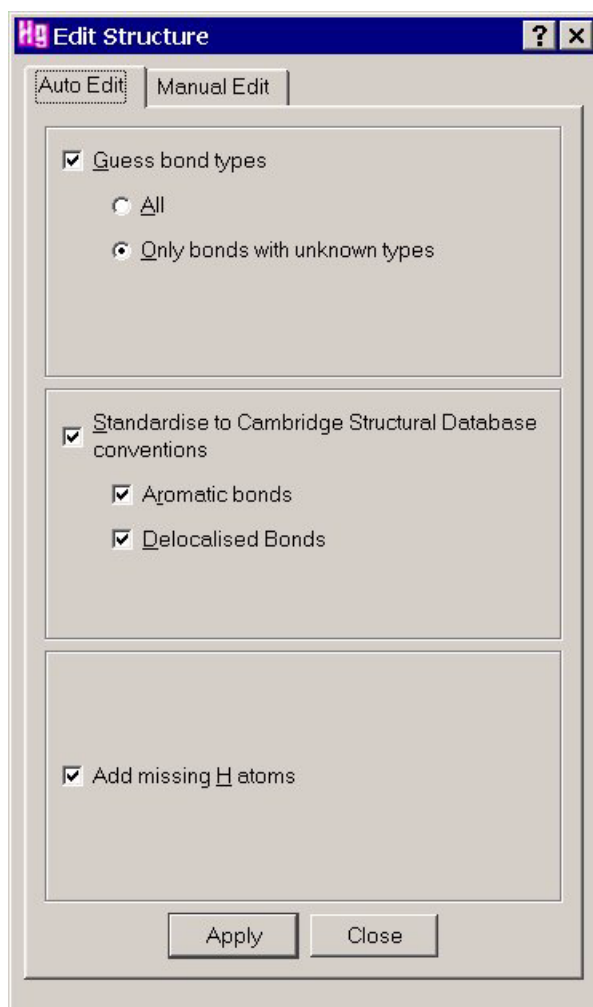 Hg Edit Structure ? ×
Auto Edit Manual Edit
Guess bond types
All
Only bonds with unknown types
Standardise to Cambridge Structural Database
conventions
Aromatic bonds
Delocalised Bonds
Add missing H atoms
Apply Close